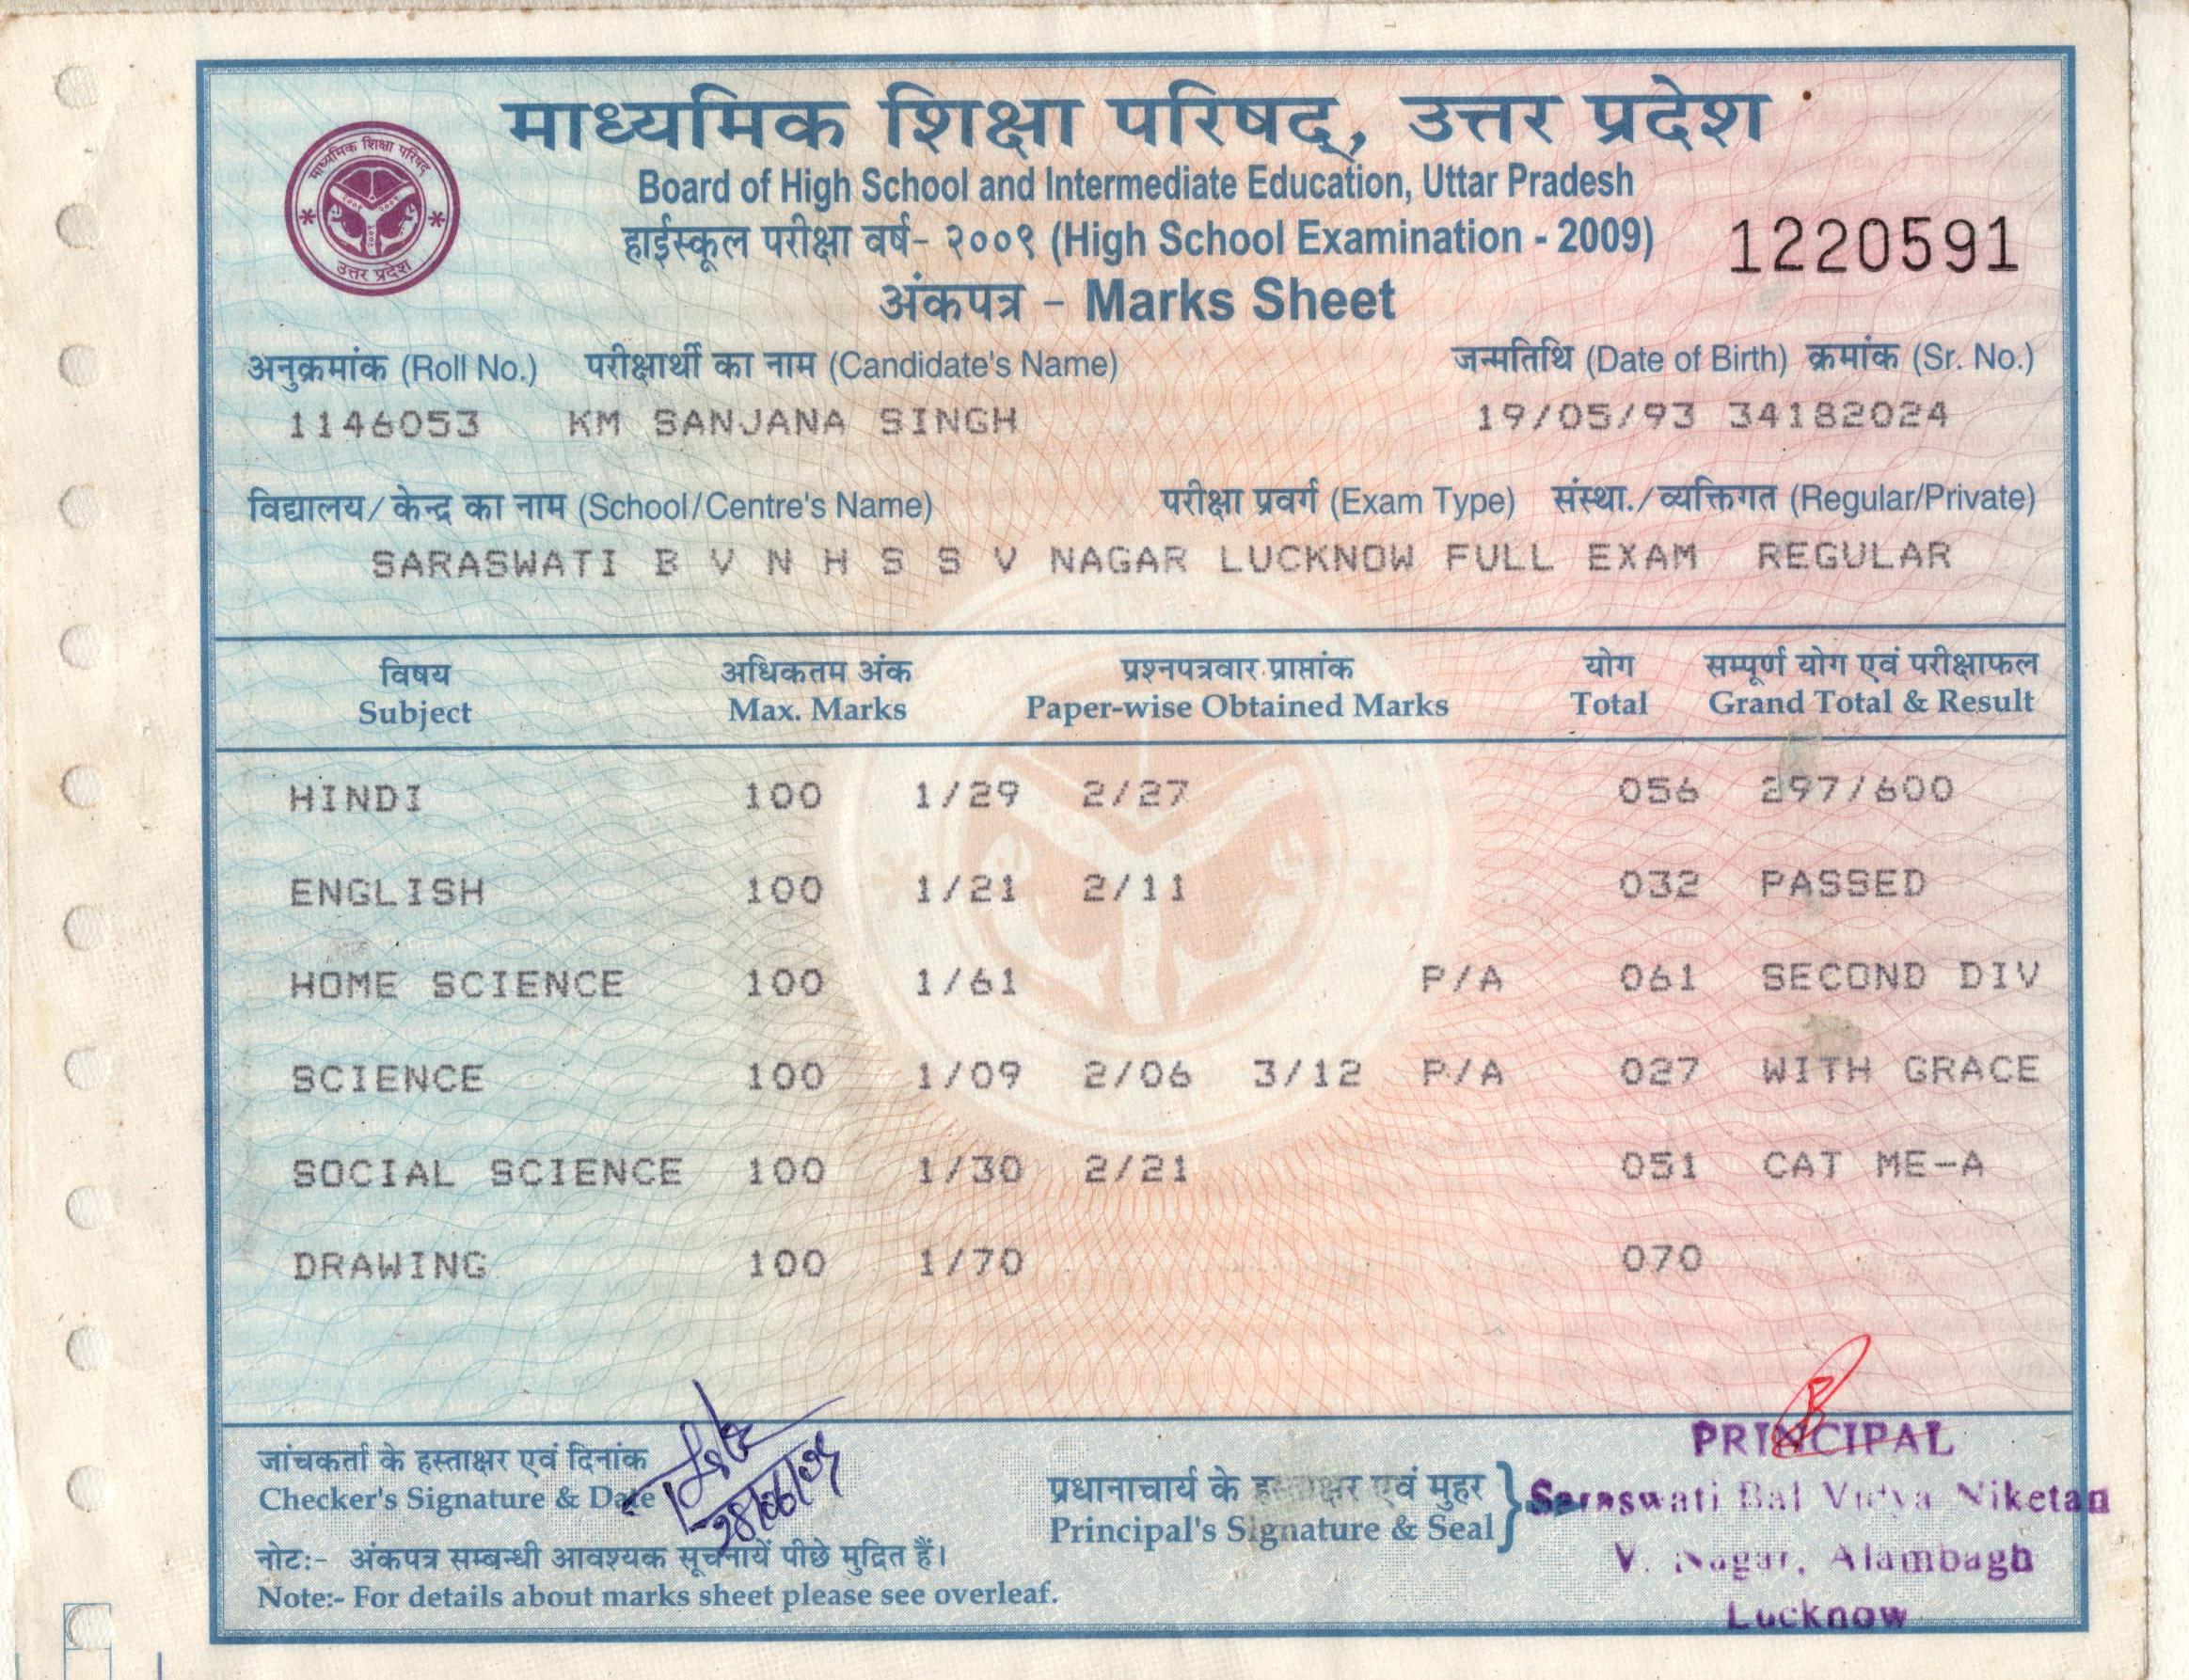 माध्यमिक शिक्षा परिषद्, उत्तर प्रदेश
माध्यमिक शिक्षा परिषद
उत्तर प्रदेश
Board of High School and Intermediate Education, Uttar Pradesh
हाईस्कूल परीक्षा वर्ष- २००९ (High School Examination - 2009) 1220591
अंकपत्र - Marks Sheet
अनुक्रमांक (Roll No.) परीक्षार्थी का नाम (Candidate's Name) जन्मतिथि (Date of Birth) क्रमांक (Sr. No.)
1146053 KM SANJANA SINGH 19/05/93 34182024
विद्यालय/केन्द्र का नाम (School/Centre's Name) परीक्षा प्रवर्ग (Exam Type) संस्था./व्यक्तिगत (Regular/Private)
SARASWATI B V N H S S V NAGAR LUCKNOW FULL EXAM REGULAR
विषय अधिकतम अंक प्रश्नपत्रवार प्राप्तांक योग सम्पूर्ण योग एवं परीक्षाफल
Subject Max. Marks Paper-wise Obtained Marks Total Grand Total & Result
HINDI 100 1/29 2/27 056 297/600
ENGLISH 100 1/21 2/11 032 PASSED
HOME SCIENCE 100 1/61 P/A 061 SECOND DIV
SCIENCE 100 1/09 2/06 3/12 P/A 027 WITH GRACE
SOCIAL SCIENCE 100 1/30 2/21 051 CAT ME-A
DRAWING 100 1/70 070
जांचकर्ता के हस्ताक्षर एवं दिनांक
Checker's Signature & Date
नोट:- अंकपत्र सम्बन्धी आवश्यक सूचनायें पीछे मुद्रित हैं।
Note:- For details about marks sheet please see overleaf.
प्रधानाचार्य के हस्ताक्षर एवं मुहर
Principal's Signature & Seal
PRINCIPAL
Saraswati Bal Vidya Niketan
V. Nagar, Alambagh
Lucknow